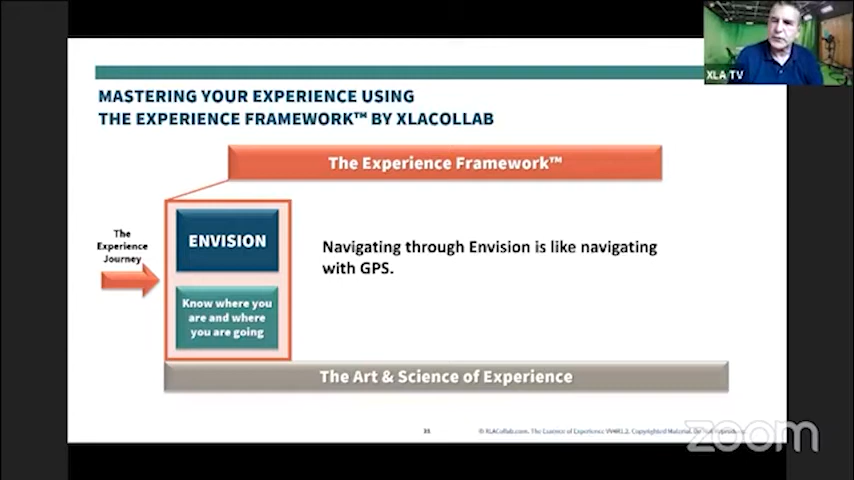 XLA TV
MASTERING YOUR EXPERIENCE USING
THE EXPERIENCE FRAMEWORK™ BY XLACOLLAB
The Experience Framework™
The
Experience
Journey
ENVISION
Know where you
are and where
you are going
Navigating through Envision is like navigating
with GPS.
The Art & Science of Experience
31
© XLACollab.com. The Essence of Experience Copyrighted Material. Do Not
zoom